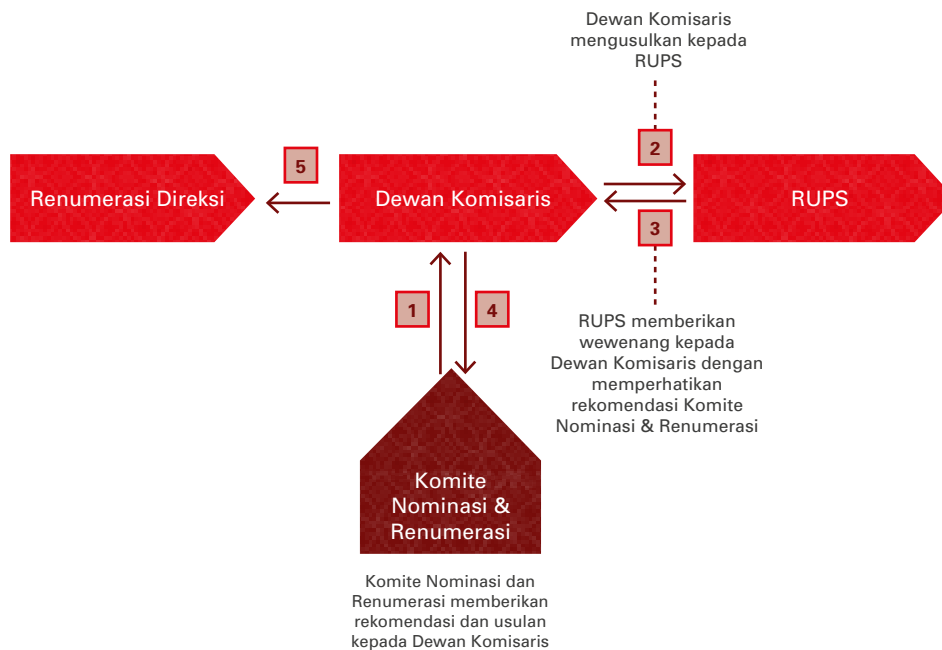 Dewan Komisaris
mengusulkan kepada
RUPS
2
5
Renumerasi Direksi
Dewan Komisaris
RUPS
3
1
4
RUPS memberikan
wewenang kepada
Dewan Komisaris dengan
memperhatikan
rekomendasi Komite
Nominasi & Renumerasi
Komite
Nominasi &
Renumerasi
Komite Nominasi dan
Renumerasi memberikan
rekomendasi dan usulan
kepada Dewan Komisaris